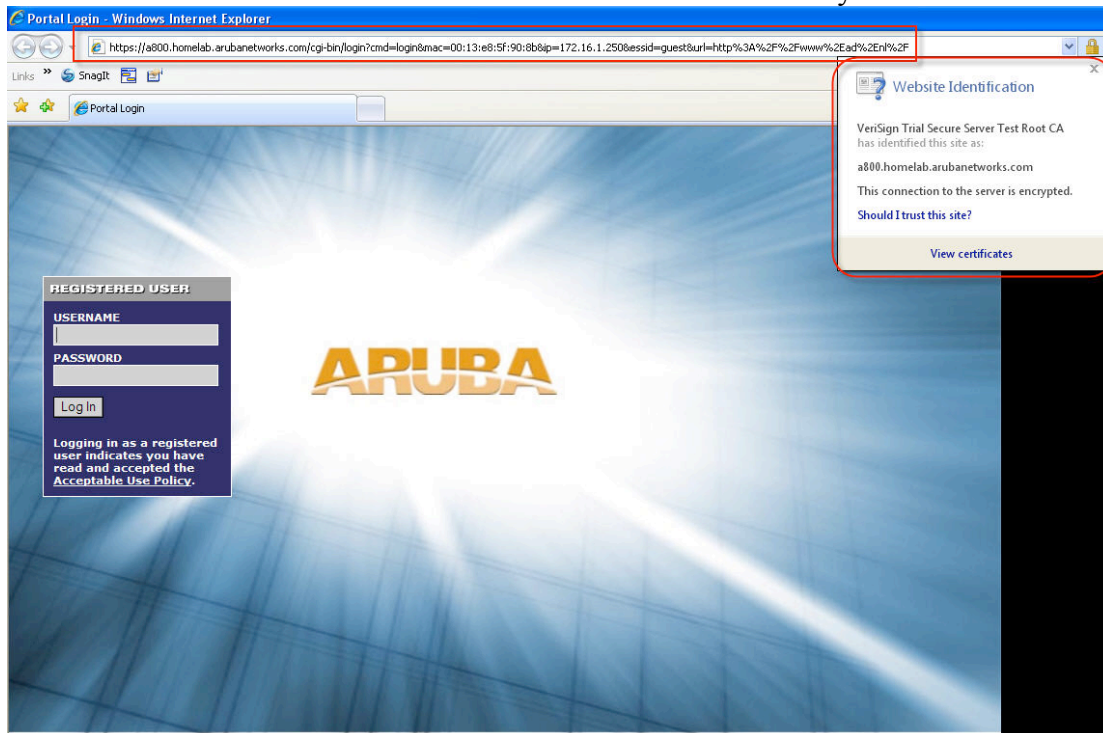 Portal Login - Windows Internet Explorer
https://a800.homelab.arubanetworks.com/cgi-bin/login?cmd=login&mac=00:13:e8:5f:90:8b&ip=172.16.1.250&essid=guest&url=http%3A%2F%2Fwww%2Ead%2Enl%2F
Links » SnagIt
Portal Login
Website Identification
VeriSign Trial Secure Server Test Root CA
has identified this site as:
a800.homelab.arubanetworks.com
This connection to the server is encrypted.
Should I trust this site?
View certificates
REGISTERED USER
USERNAME
PASSWORD
Log In
Logging in as a registered
user indicates you have
read and accepted the
Acceptable Use Policy.
ARUBA